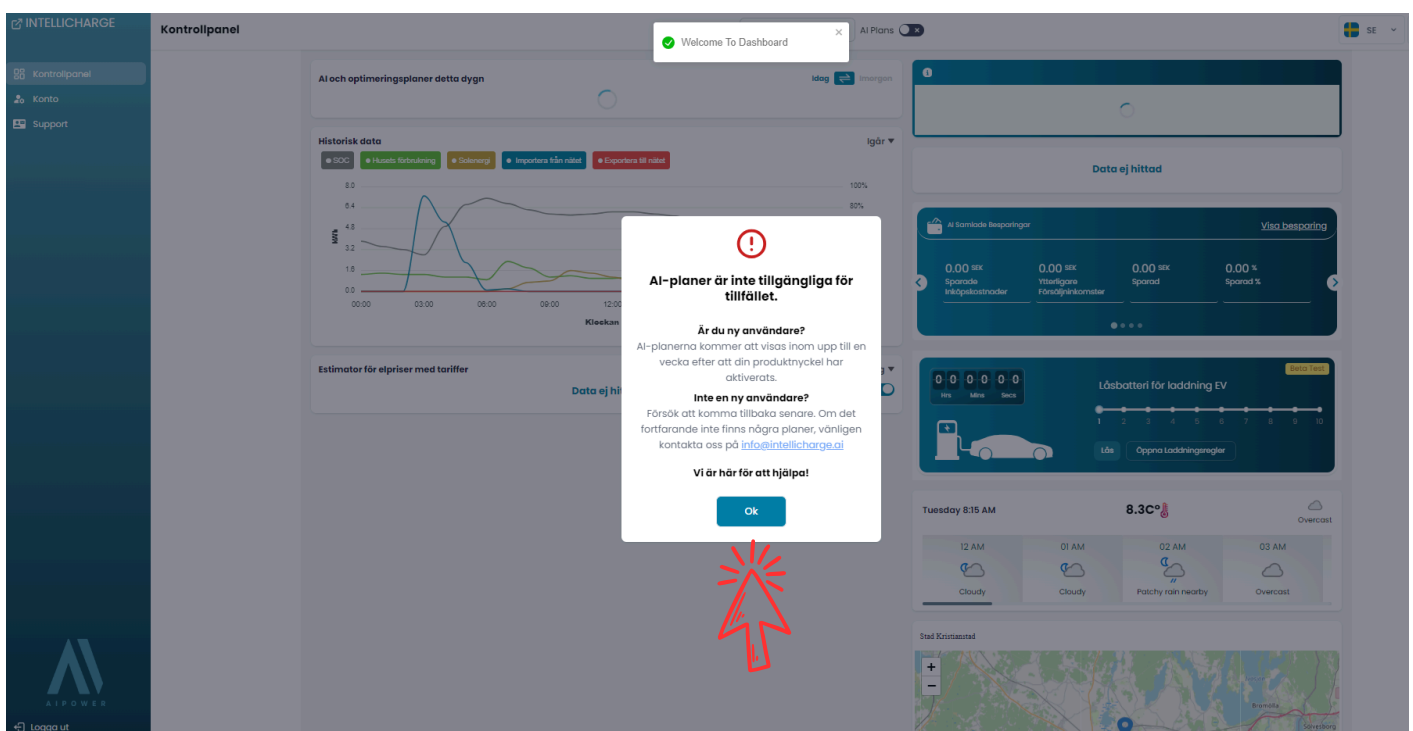 INTELLICHARGE
Kontrollpanel
Konto
Support
AIPOWER
Logga ut
Kontrollpanel
Welcome To Dashboard
AI Plans
SE
AI och optimeringsplaner detta dygn
Idag
Imorgon
Historisk data
Igår
SOC
Husets förbrukning
Solenergi
Importera från nätet
Exportera till nätet
8.0
100%
6.4
80%
4.8
3.2
1.6
0.0
kWh
00:00 03:00 06:00 09:00 12:00
Klockan
Estimator för elpriser med tariffer
Data ej hi
AI-planer är inte tillgängliga för
tillfället.
Är du ny användare?
AI-planerna kommer att visas inom upp till en
vecka efter att din produktnyckel har
aktiverats.
Inte en ny användare?
Försök att komma tillbaka senare. Om det
fortfarande inte finns några planer, vänligen
kontakta oss på info@intellicharge.ai
Vi är här för att hjälpa!
Ok
Data ej hittad
AI Samlade Besparingar
Visa besparing
0.00 SEK
Sparade
Inköpskostnader
0.00 SEK
Ytterligare
Försäljninkomster
0.00 SEK
Sparad
0.00 %
Sparad %
Beta Test
0 0 0 0 0 0
Hrs Mins Secs
Låsbatteri för laddning EV
1 2 3 4 5 6 7 8 9 10
Lås
Öppna Laddningsregler
Tuesday 8:15 AM
8.3C°
Overcast
12 AM
01 AM
02 AM
03 AM
Cloudy
Cloudy
Patchy rain nearby
Overcast
Stad Kristianstad
+
−
Bromölla
Sölvesborg